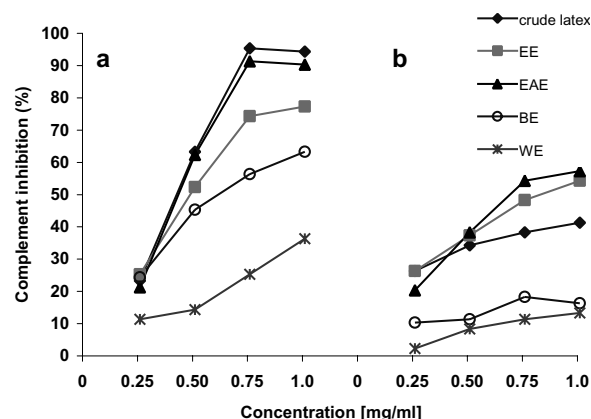 crude latex
EE
EAE
BE
WE
a
b
Complement inhibition (%)
100
90
80
70
60
50
40
30
20
10
0
0 0.25 0.50 0.75 1.0 0 0.25 0.50 0.75 1.0
Concentration [mg/ml]